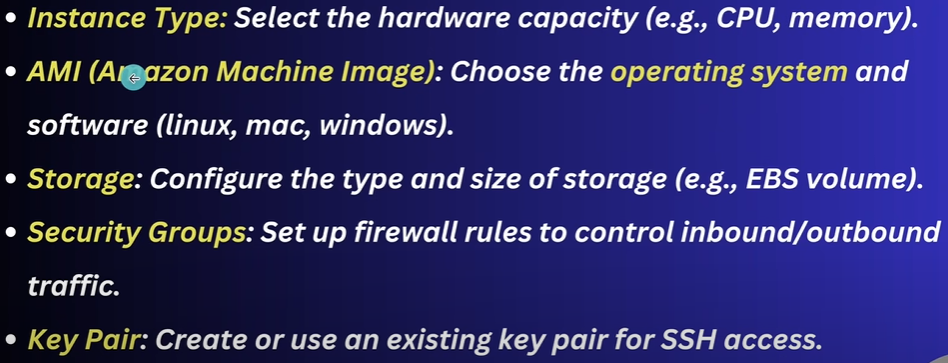 • Instance Type: Select the hardware capacity (e.g., CPU, memory).
• AMI (Amazon Machine Image): Choose the operating system and
software (linux, mac, windows).
• Storage: Configure the type and size of storage (e.g., EBS volume).
• Security Groups: Set up firewall rules to control inbound/outbound
traffic.
• Key Pair: Create or use an existing key pair for SSH access.